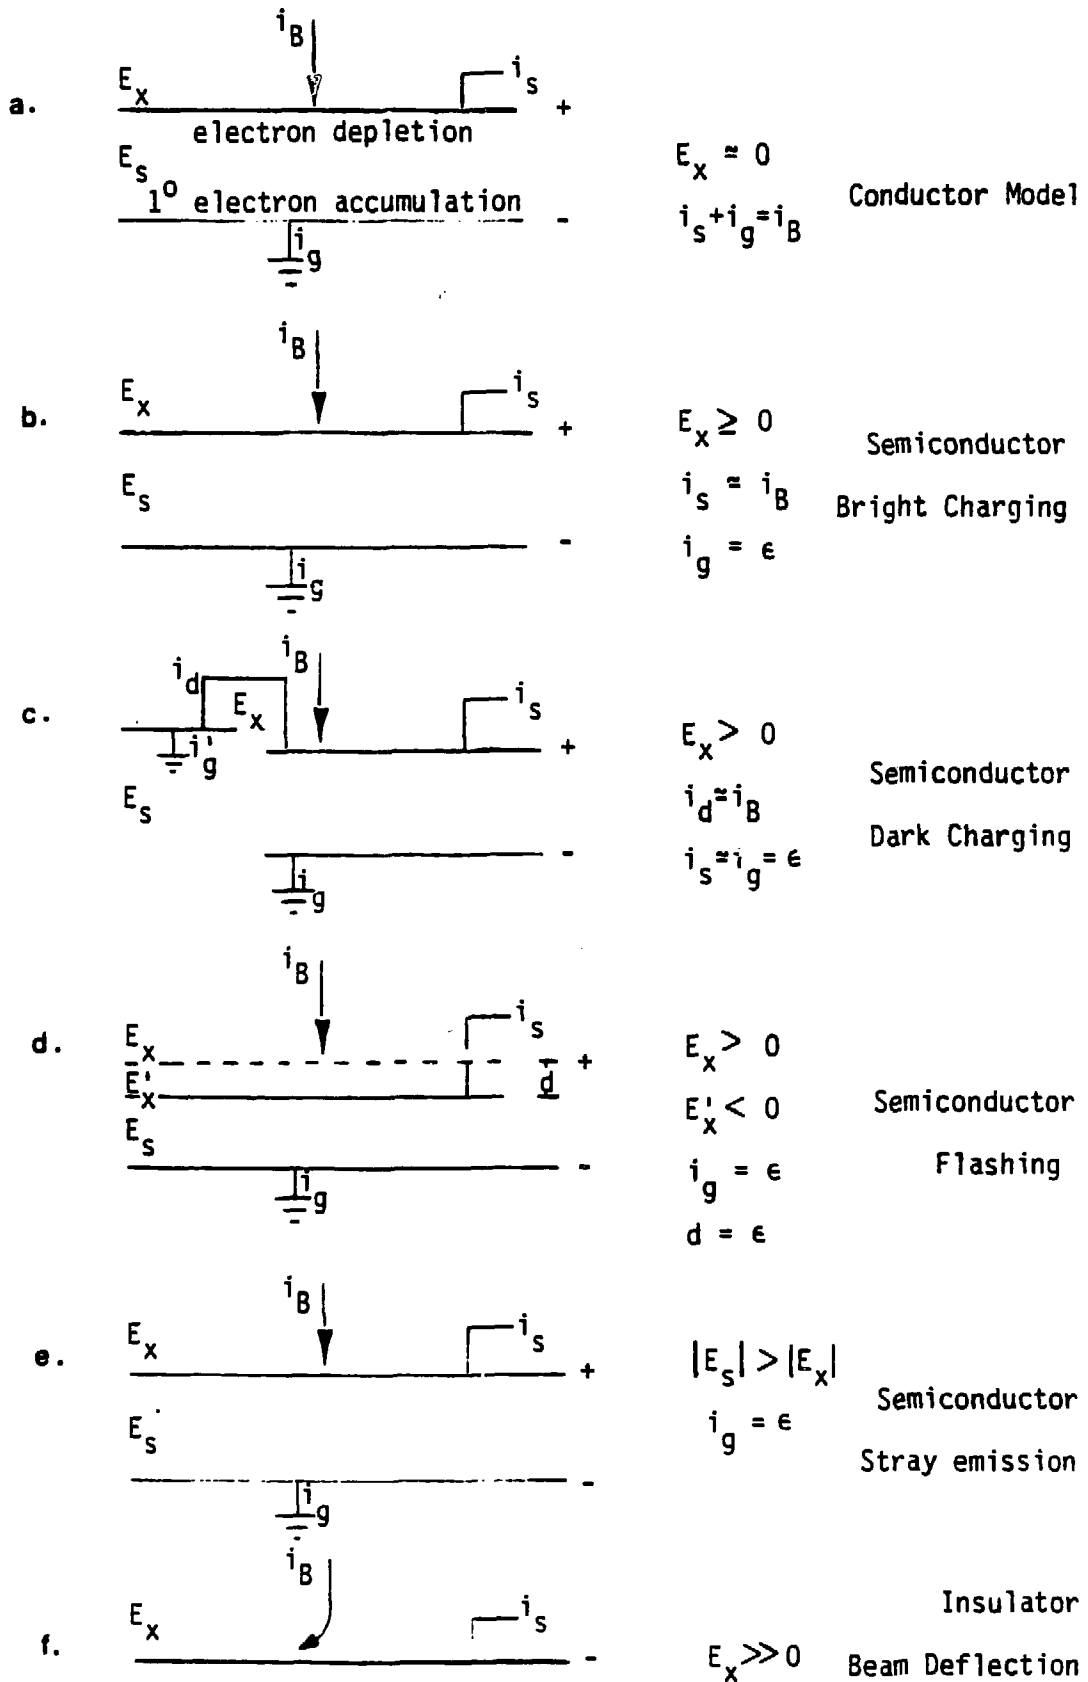 i_B
E_x
i_s
a.
+
electron depletion
E_s
1° electron accumulation
-
i_g
E_x ≈ 0
i_s+i_g=i_B
Conductor Model
i_B
E_x
i_s
b.
+
E_s
-
i_g
E_x ≥ 0
i_s ≈ i_B
i_g = ε
Semiconductor
Bright Charging
i_d
i_B
E_x
i_s
c.
i'_g
+
E_s
-
i_g
E_x > 0
i_d≈i_B
i_s≈i_g= ε
Semiconductor
Dark Charging
i_B
i_s
d.
E_x
+
E'_x
d
E_s
-
i_g
E_x > 0
E'_x < 0
i_g = ε
d = ε
Semiconductor
Flashing
i_B
E_x
i_s
e.
+
E_s
-
i_g
|E_s| > |E_x|
i_g = ε
Semiconductor
Stray emission
i_B
E_x
i_s
f.
-
E_x >> 0
Insulator
Beam Deflection